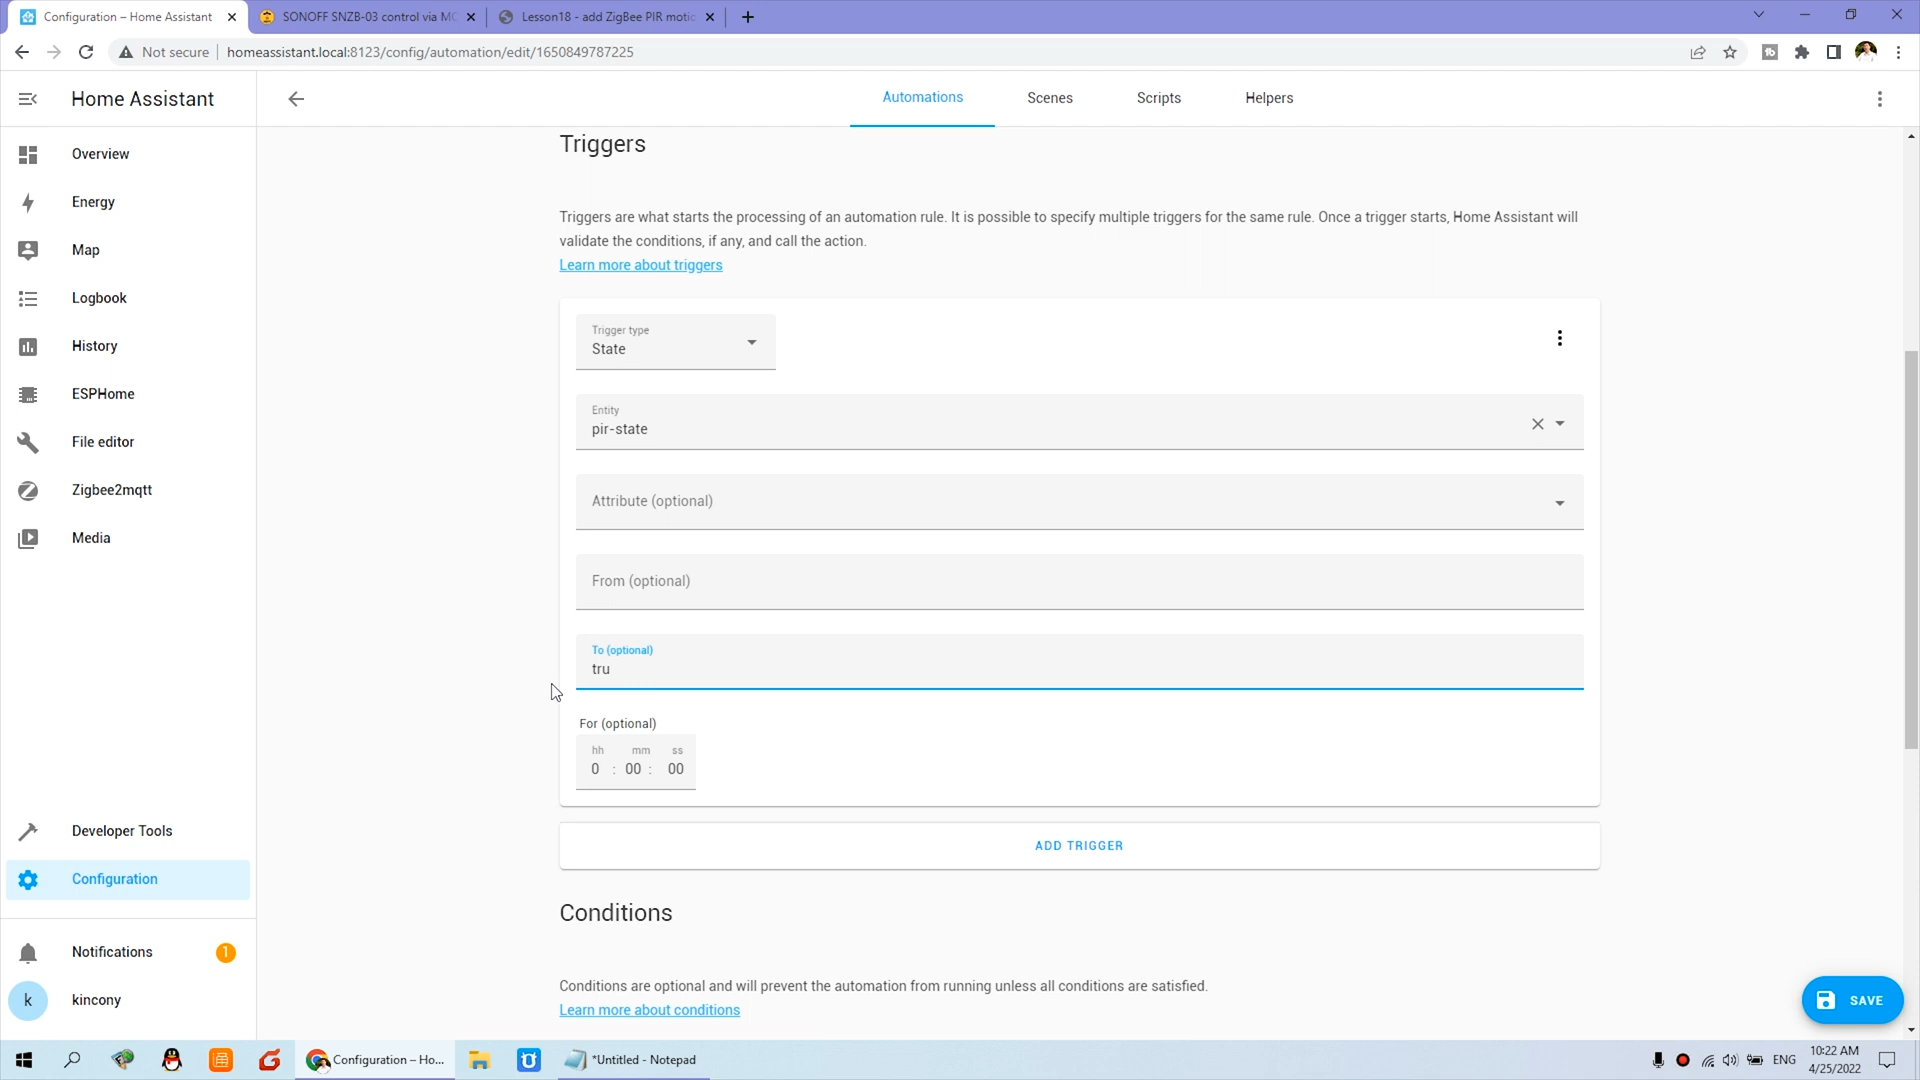 Configuration – Home Assistant
SONOFF SNZB-03 control via MQ
Lesson18 - add ZigBee PIR motio
Not secure
homeassistant.local:8123/config/automation/edit/1650849787225
Home Assistant
Automations
Scenes
Scripts
Helpers
Overview
Energy
Map
Logbook
History
ESPHome
File editor
Zigbee2mqtt
Media
Developer Tools
Configuration
Notifications
1
k
kincony
Triggers
Triggers are what starts the processing of an automation rule. It is possible to specify multiple triggers for the same rule. Once a trigger starts, Home Assistant will
validate the conditions, if any, and call the action.
Learn more about triggers
Trigger type
State
Entity
pir-state
Attribute (optional)
From (optional)
To (optional)
tru
For (optional)
hh mm ss
0 : 00 : 00
ADD TRIGGER
Conditions
Conditions are optional and will prevent the automation from running unless all conditions are satisfied.
Learn more about conditions
SAVE
Configuration – Ho...
*Untitled - Notepad
ENG
10:22 AM
4/25/2022